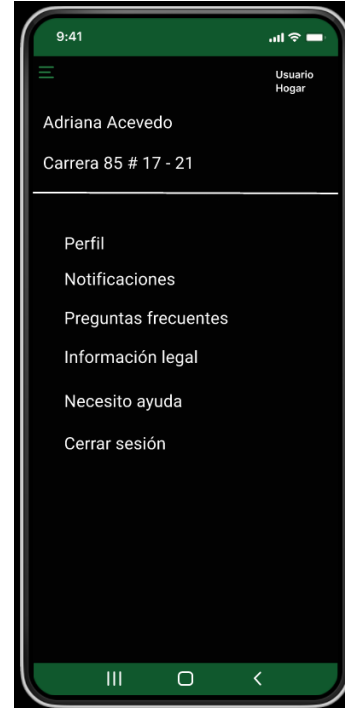 9:41
Usuario
Hogar
Adriana Acevedo
Carrera 85 # 17 - 21
Perfil
Notificaciones
Preguntas frecuentes
Información legal
Necesito ayuda
Cerrar sesión